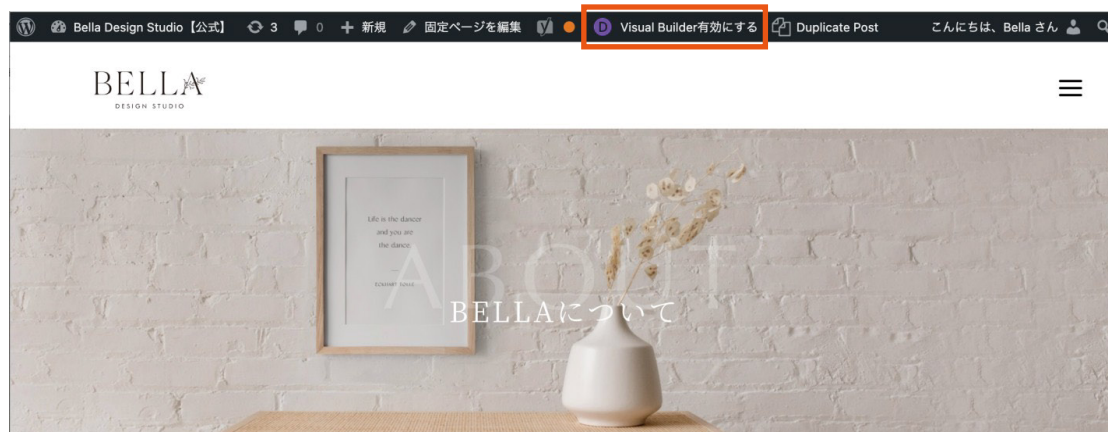 Bella Design Studio【公式】 3 0 新規 固定ページを編集 D Visual Builder有効にする Duplicate Post こんにちは、Bella さん
BELLA
DESIGN STUDIO
Life is the dancer
and you are
the dance.
ABOUT
BELLAについて